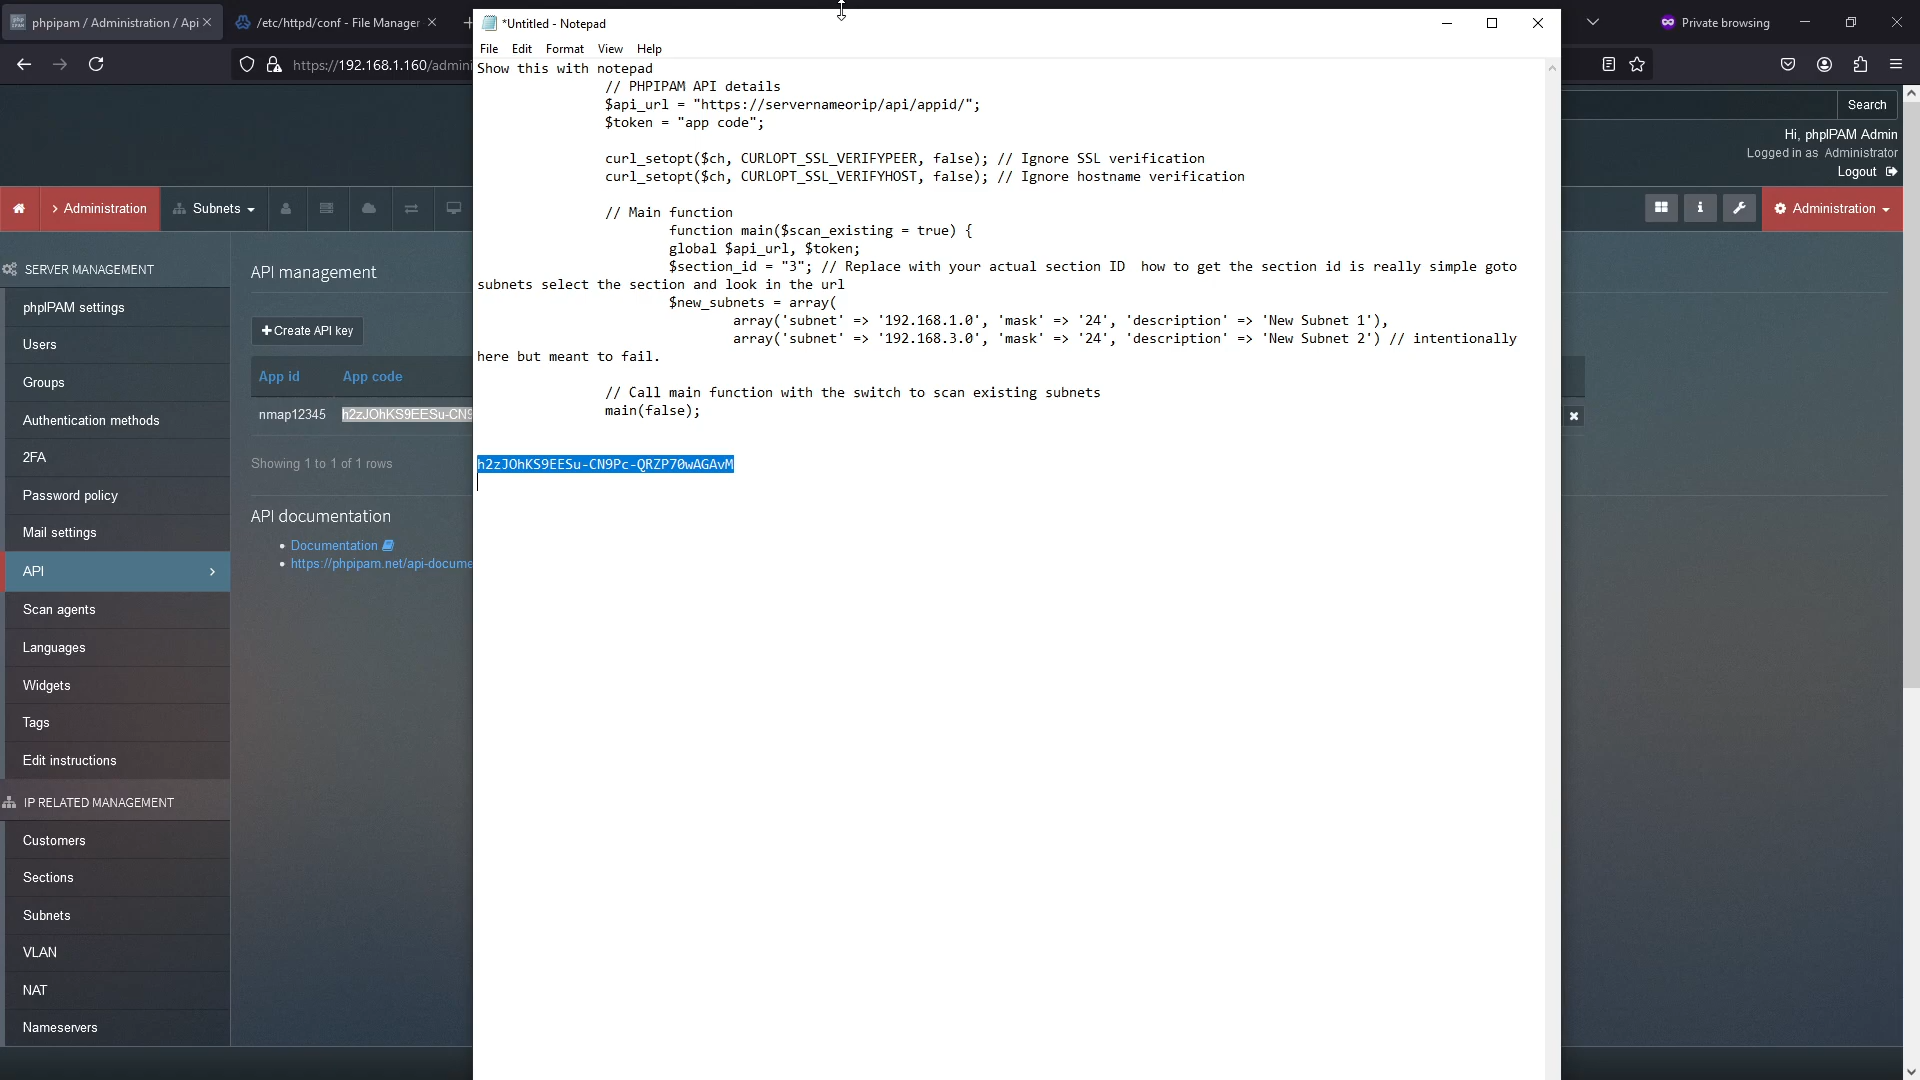 phpipam / Administration / Api
/etc/httpd/conf - File Manager
*Untitled - Notepad
Private browsing
File Edit Format View Help
https://192.168.1.160/admini
Show this with notepad
// PHPIPAM API details
$api_url = "https://servernameorip/api/appid/";
$token = "app code";
curl_setopt($ch, CURLOPT_SSL_VERIFYPEER, false); // Ignore SSL verification
curl_setopt($ch, CURLOPT_SSL_VERIFYHOST, false); // Ignore hostname verification
// Main function
function main($scan_existing = true) {
global $api_url, $token;
$section_id = "3"; // Replace with your actual section ID  how to get the section id is really simple goto
subnets select the section and look in the url
$new_subnets = array(
array('subnet' => '192.168.1.0', 'mask' => '24', 'description' => 'New Subnet 1'),
array('subnet' => '192.168.3.0', 'mask' => '24', 'description' => 'New Subnet 2') // intentionally
here but meant to fail.
// Call main function with the switch to scan existing subnets
main(false);
h2zJOhKS9EESu-CN9Pc-QRZP70wAGAvM
Search
Hi, phpIPAM Admin
Logged in as Administrator
Logout
Administration
Subnets
Administration
SERVER MANAGEMENT
phpIPAM settings
Users
Groups
Authentication methods
2FA
Password policy
Mail settings
API
Scan agents
Languages
Widgets
Tags
Edit instructions
IP RELATED MANAGEMENT
Customers
Sections
Subnets
VLAN
NAT
Nameservers
API management
Create API key
App id App code
nmap12345 h2zJOhKS9EESu-CN9
Showing 1 to 1 of 1 rows
API documentation
Documentation
https://phpipam.net/api-docume